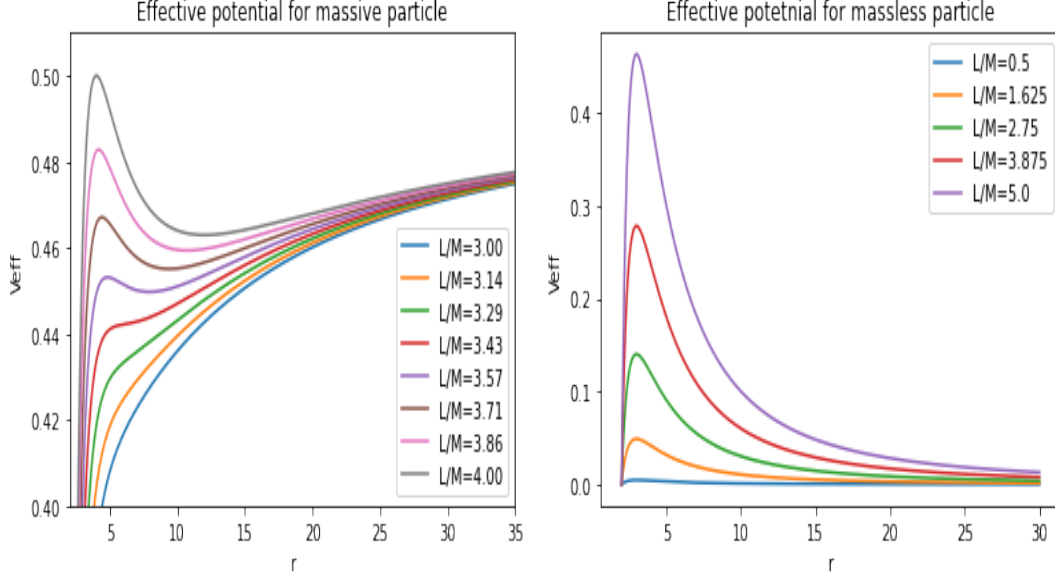 Effective potential for massive particle
0.50
0.48
0.46
0.44
0.42
0.40
Veff
5
10
15
20
25
30
35
r
L/M=3.00
L/M=3.14
L/M=3.29
L/M=3.43
L/M=3.57
L/M=3.71
L/M=3.86
L/M=4.00
Effective potetnial for massless particle
0.4
0.3
0.2
0.1
0.0
Veff
5
10
15
20
25
30
r
L/M=0.5
L/M=1.625
L/M=2.75
L/M=3.875
L/M=5.0